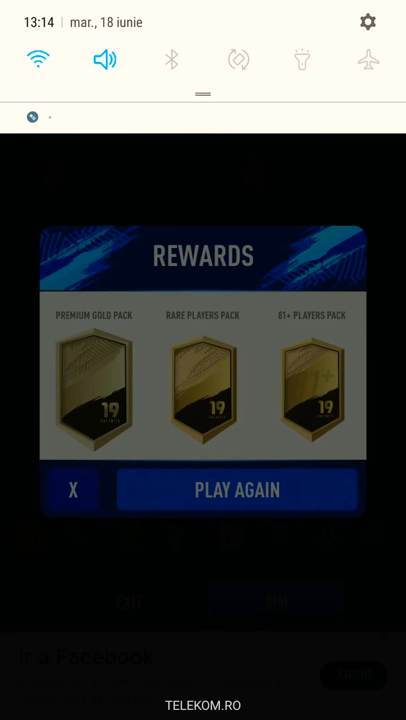 13:14 | mar., 18 iunie
REWARDS
PREMIUM GOLD PACK
RARE PLAYERS PACK
81+ PLAYERS PACK
19
19
19
X
PLAY AGAIN
it a Facebook
TELEKOM.RO